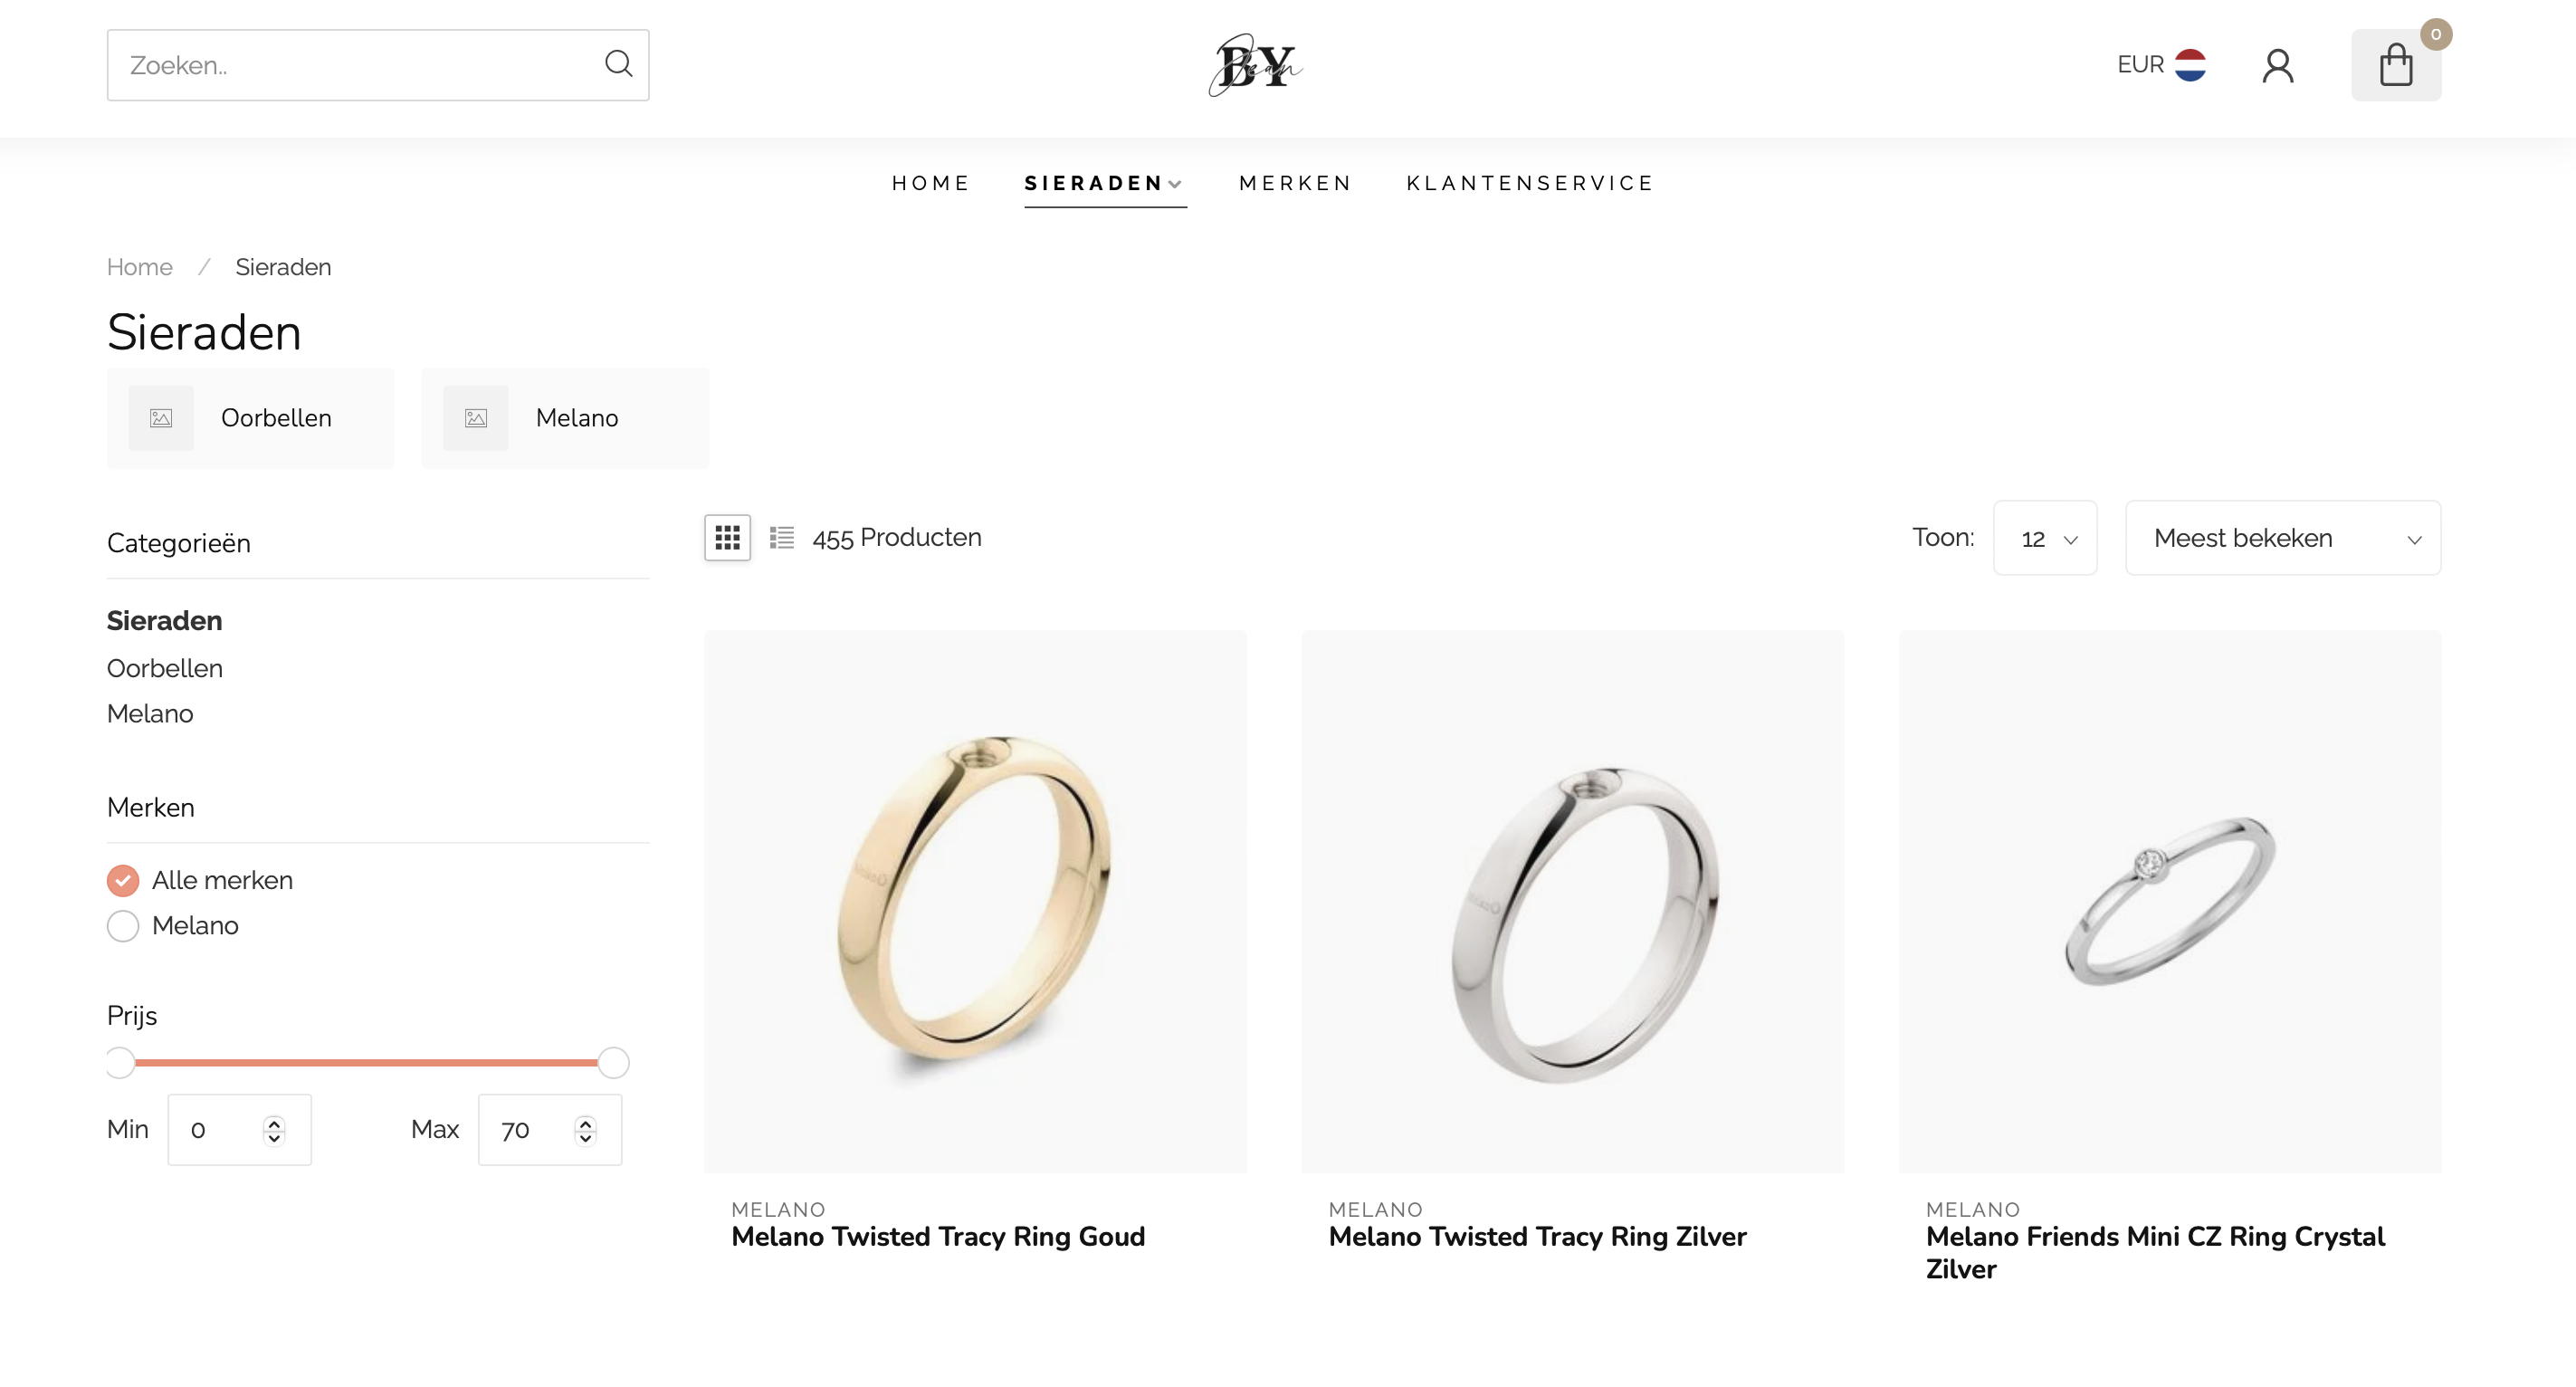 Zoeken..
BY
Jean
EUR
0
HOME
SIERADEN
MERKEN
KLANTENSERVICE
Home / Sieraden
Sieraden
Oorbellen
Melano
Categorieën
455 Producten
Toon:
12
Meest bekeken
Sieraden
Oorbellen
Melano
Merken
Alle merken
Melano
Prijs
Min
0
Max
70
MELANO
Melano Twisted Tracy Ring Goud
MELANO
Melano Twisted Tracy Ring Zilver
MELANO
Melano Friends Mini CZ Ring Crystal
Zilver